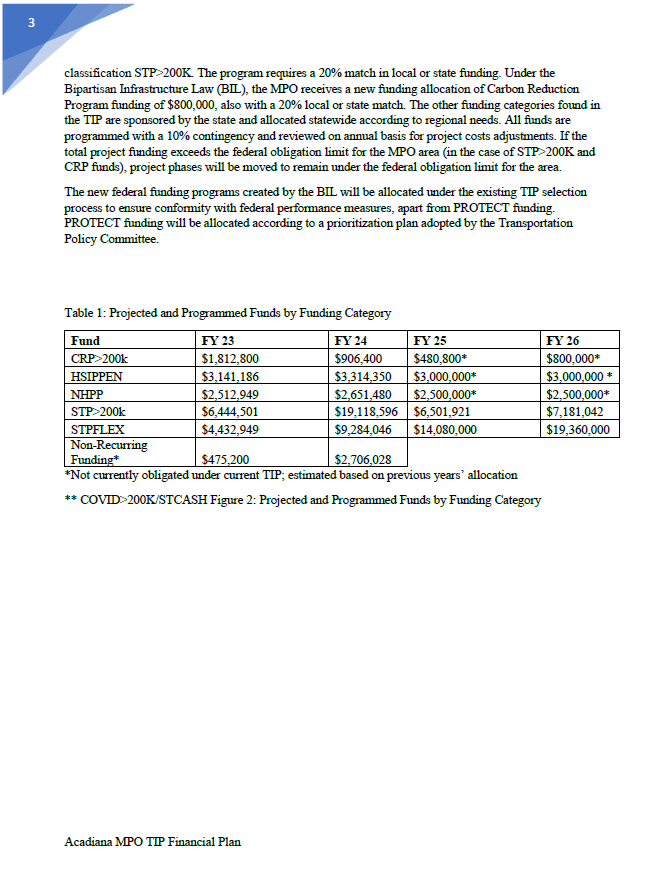 3
classification STP>200K. The program requires a 20% match in local or state funding. Under the
Bipartisan Infrastructure Law (BIL), the MPO receives a new funding allocation of Carbon Reduction
Program funding of $800,000, also with a 20% local or state match. The other funding categories found in
the TIP are sponsored by the state and allocated statewide according to regional needs. All funds are
programmed with a 10% contingency and reviewed on annual basis for project costs adjustments. If the
total project funding exceeds the federal obligation limit for the MPO area (in the case of STP>200K and
CRP funds), project phases will be moved to remain under the federal obligation limit for the area.
The new federal funding programs created by the BIL will be allocated under the existing TIP selection
process to ensure conformity with federal performance measures, apart from PROTECT funding.
PROTECT funding will be allocated according to a prioritization plan adopted by the Transportation
Policy Committee.
Table 1: Projected and Programmed Funds by Funding Category
Fund FY 23 FY 24 FY 25 FY 26
CRP>200k $1,812,800 $906,400 $480,800* $800,000*
HSIPPEN $3,141,186 $3,314,350 $3,000,000* $3,000,000 *
NHPP $2,512,949 $2,651,480 $2,500,000* $2,500,000*
STP>200k $6,444,501 $19,118,596 $6,501,921 $7,181,042
STPFLEX $4,432,949 $9,284,046 $14,080,000 $19,360,000
Non-Recurring
Funding* $475,200 $2,706,028
*Not currently obligated under current TIP; estimated based on previous years’ allocation
** COVID>200K/STCASH Figure 2: Projected and Programmed Funds by Funding Category
Acadiana MPO TIP Financial Plan